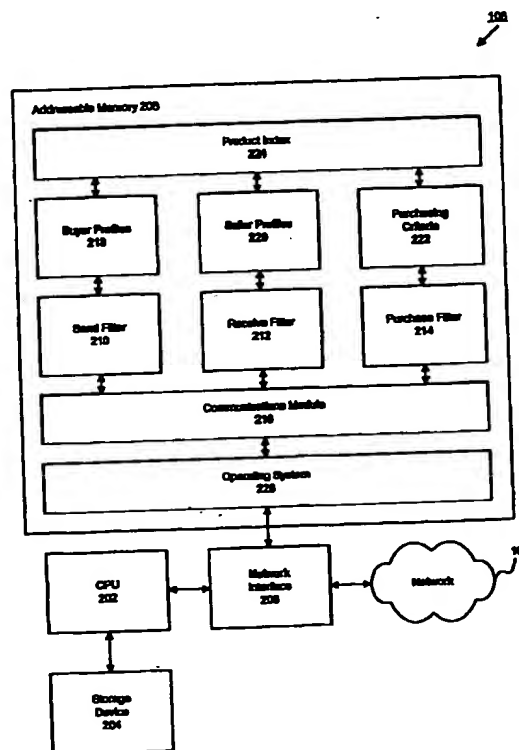 108
Addressable Memory 208
Product Index
224
Buyer Profiles
218
Seller Profiles
220
Purchasing
Criteria
222
Send Filter
210
Receive Filter
212
Purchase Filter
214
Communications Module
216
Operating System
226
CPU
202
Network
Interface
206
Network
Storage
Device
204